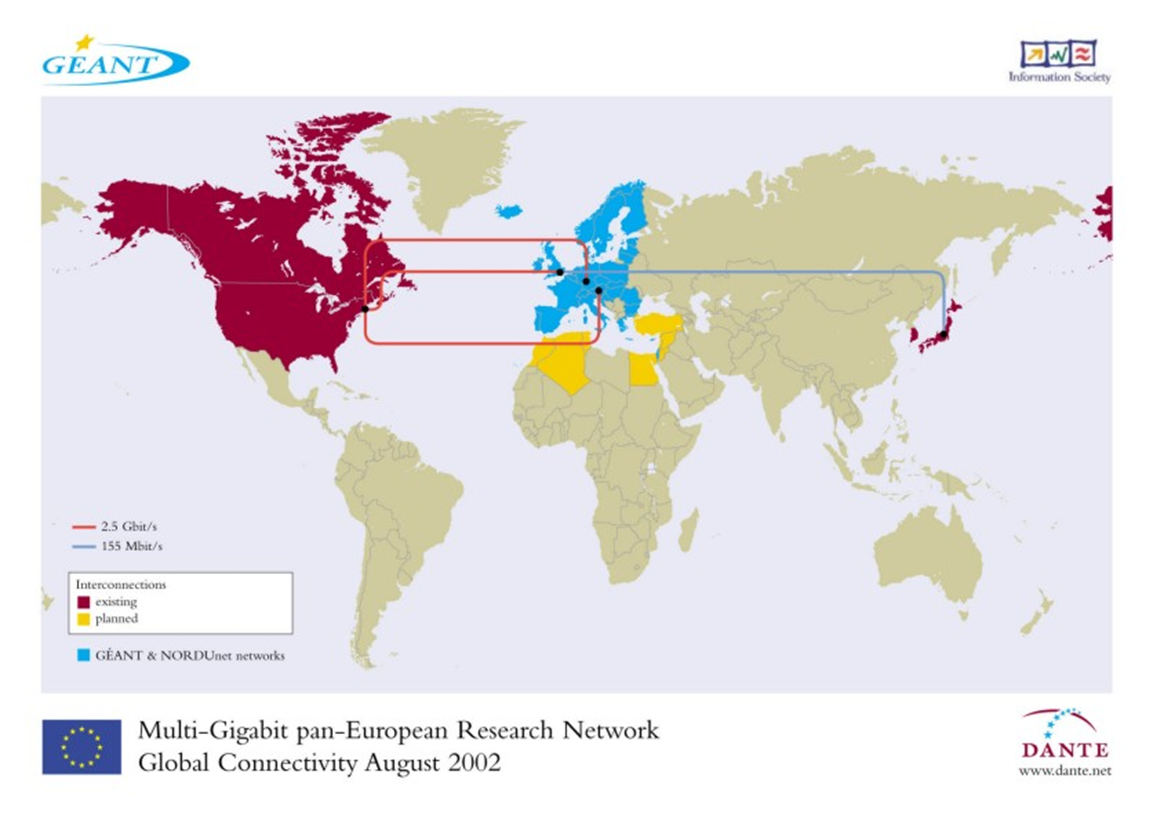 GÉANT
Information Society
2.5 Gbit/s
155 Mbit/s
Interconnections
existing
planned
GÉANT & NORDUnet networks
Multi-Gigabit pan-European Research Network
Global Connectivity August 2002
DANTE
www.dante.net